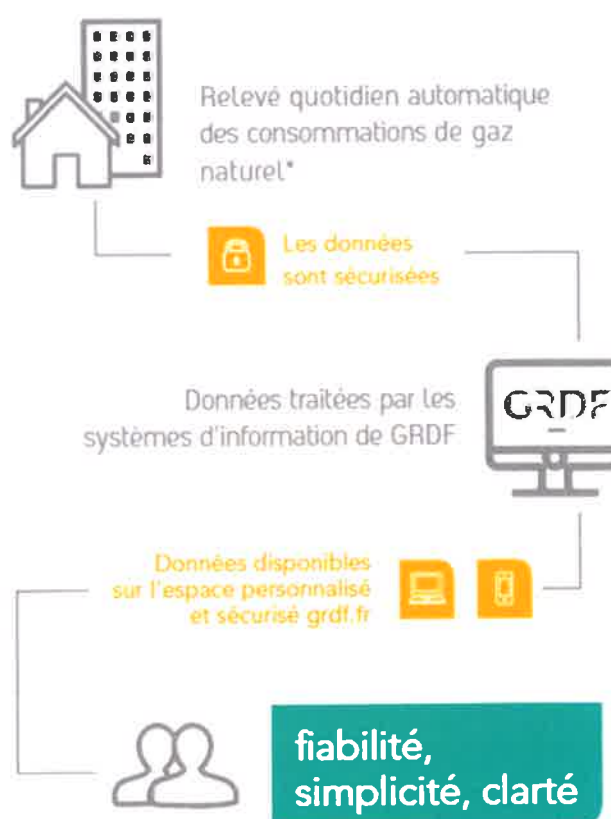 Relevé quotidien automatique
des consommations de gaz
naturel*
Les données
sont sécurisées
Données traitées par les
systèmes d'information de GRDF
GRDF
Données disponibles
sur l'espace personnalisé
et sécurisé grdf.fr
fiabilité,
simplicité, clarté